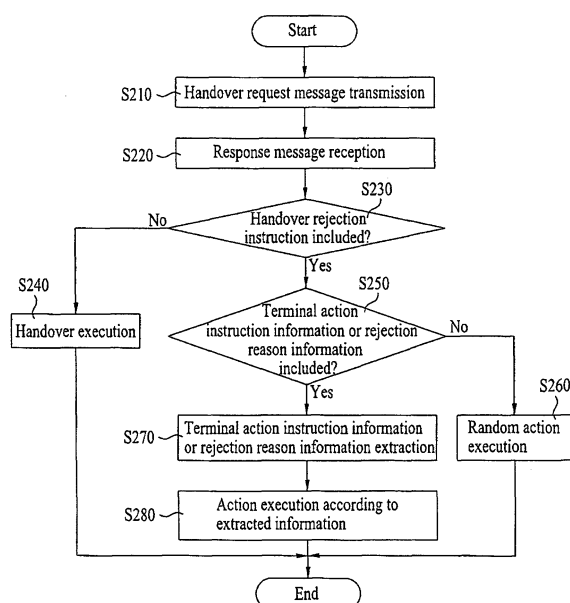 Start
S210
Handover request message transmission
S220
Response message reception
S230
Handover rejection
instruction included?
No
Yes
S240
Handover execution
S250
Terminal action
instruction information or rejection
reason information
included?
No
Yes
S260
Random action
execution
S270
Terminal action instruction information
or rejection reason information extraction
S280
Action execution according to
extracted information
End